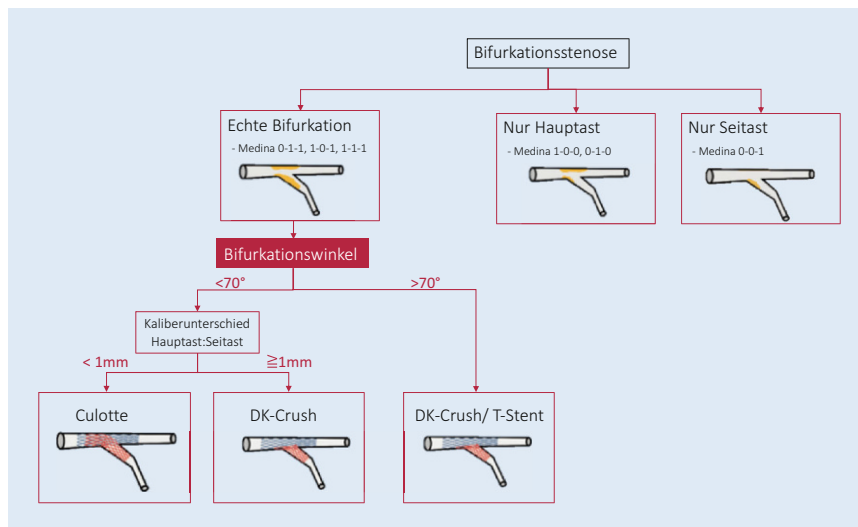 Bifurkationsstenose
Echte Bifurkation
- Medina 0-1-1, 1-0-1, 1-1-1
Nur Hauptast
- Medina 1-0-0, 0-1-0
Nur Seitast
- Medina 0-0-1
Bifurkationswinkel
<70°
>70°
Kaliberunterschied
Hauptast:Seitast
< 1mm
≧1mm
Culotte
DK-Crush
DK-Crush/ T-Stent